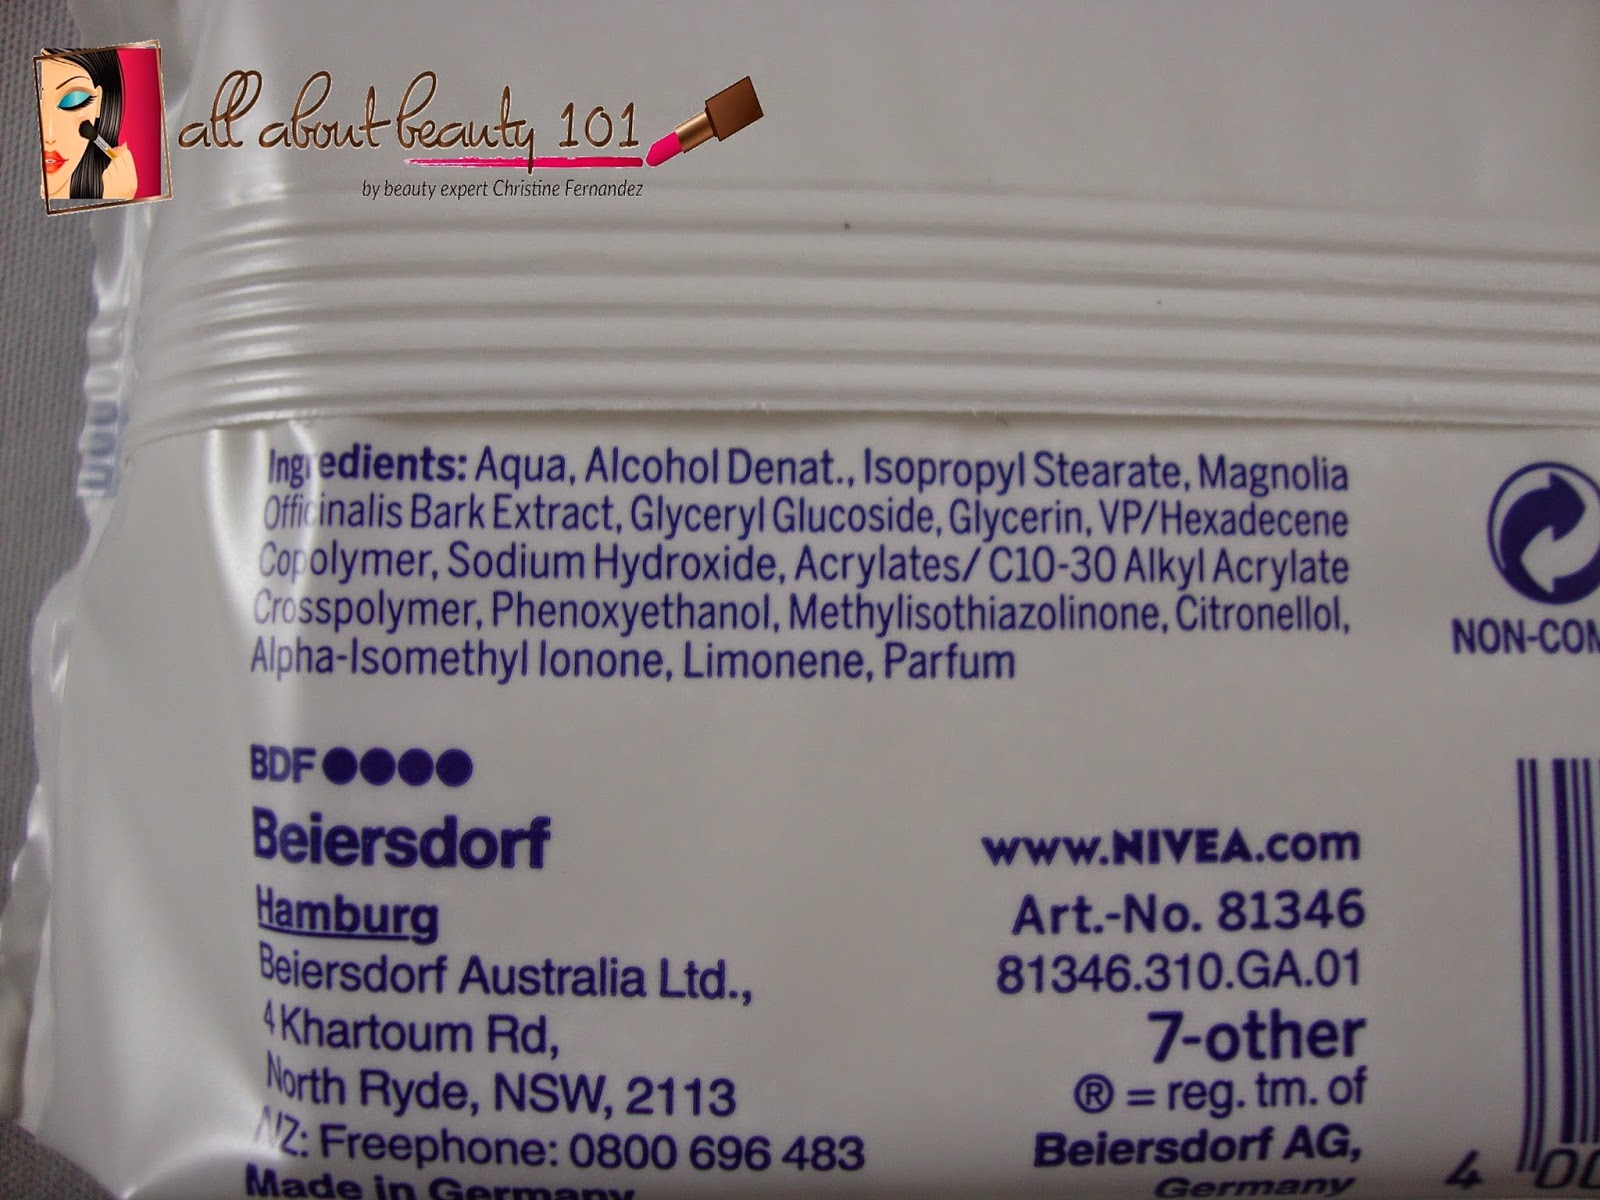 all about beauty 101
by beauty expert Christine Fernandez
Ingredients: Aqua, Alcohol Denat., Isopropyl Stearate, Magnolia
Officinalis Bark Extract, Glyceryl Glucoside, Glycerin, VP/Hexadecene
Copolymer, Sodium Hydroxide, Acrylates/ C10-30 Alkyl Acrylate
Crosspolymer, Phenoxyethanol, Methylisothiazolinone, Citronellol,
Alpha-Isomethyl Ionone, Limonene, Parfum
NON-COM
BDF●●●●
Beiersdorf
Hamburg
Beiersdorf Australia Ltd.,
4 Khartoum Rd,
North Ryde, NSW, 2113
NZ: Freephone: 0800 696 483
Made in Germany
www.NIVEA.com
Art.-No. 81346
81346.310.GA.01
7-other
® = reg. tm. of
Beiersdorf AG,
Germany
4 00